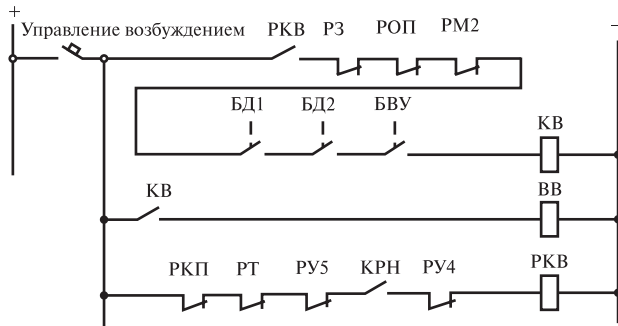 +
−
Управление возбуждением
РКВ РЗ РОП РМ2
БД1 БД2 БВУ КВ
КВ ВВ
РКП РТ РУ5 КРН РУ4 РКВ